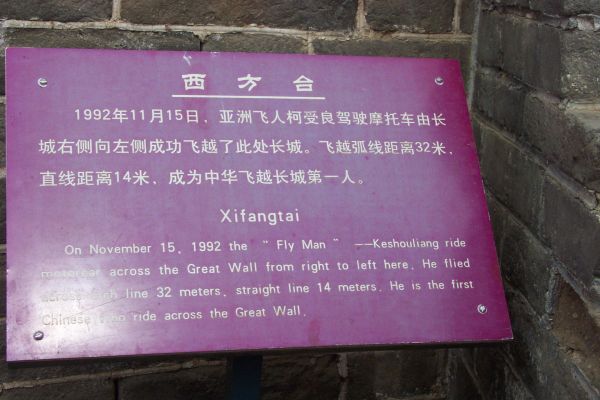 西方台
1992年11月15日，亚洲飞人柯受良驾驶摩托车由长
城右侧向左侧成功飞越了此处长城。飞越弧线距离32米，
直线距离14米，成为中华飞越长城第一人。
Xifangtai
On November 15, 1992 the “ Fly Man ” ——Keshouliang ride
motorcar across the Great Wall from right to left here. He flied
across arch line 32 meters, straight line 14 meters. He is the first
Chinese who ride across the Great Wall.